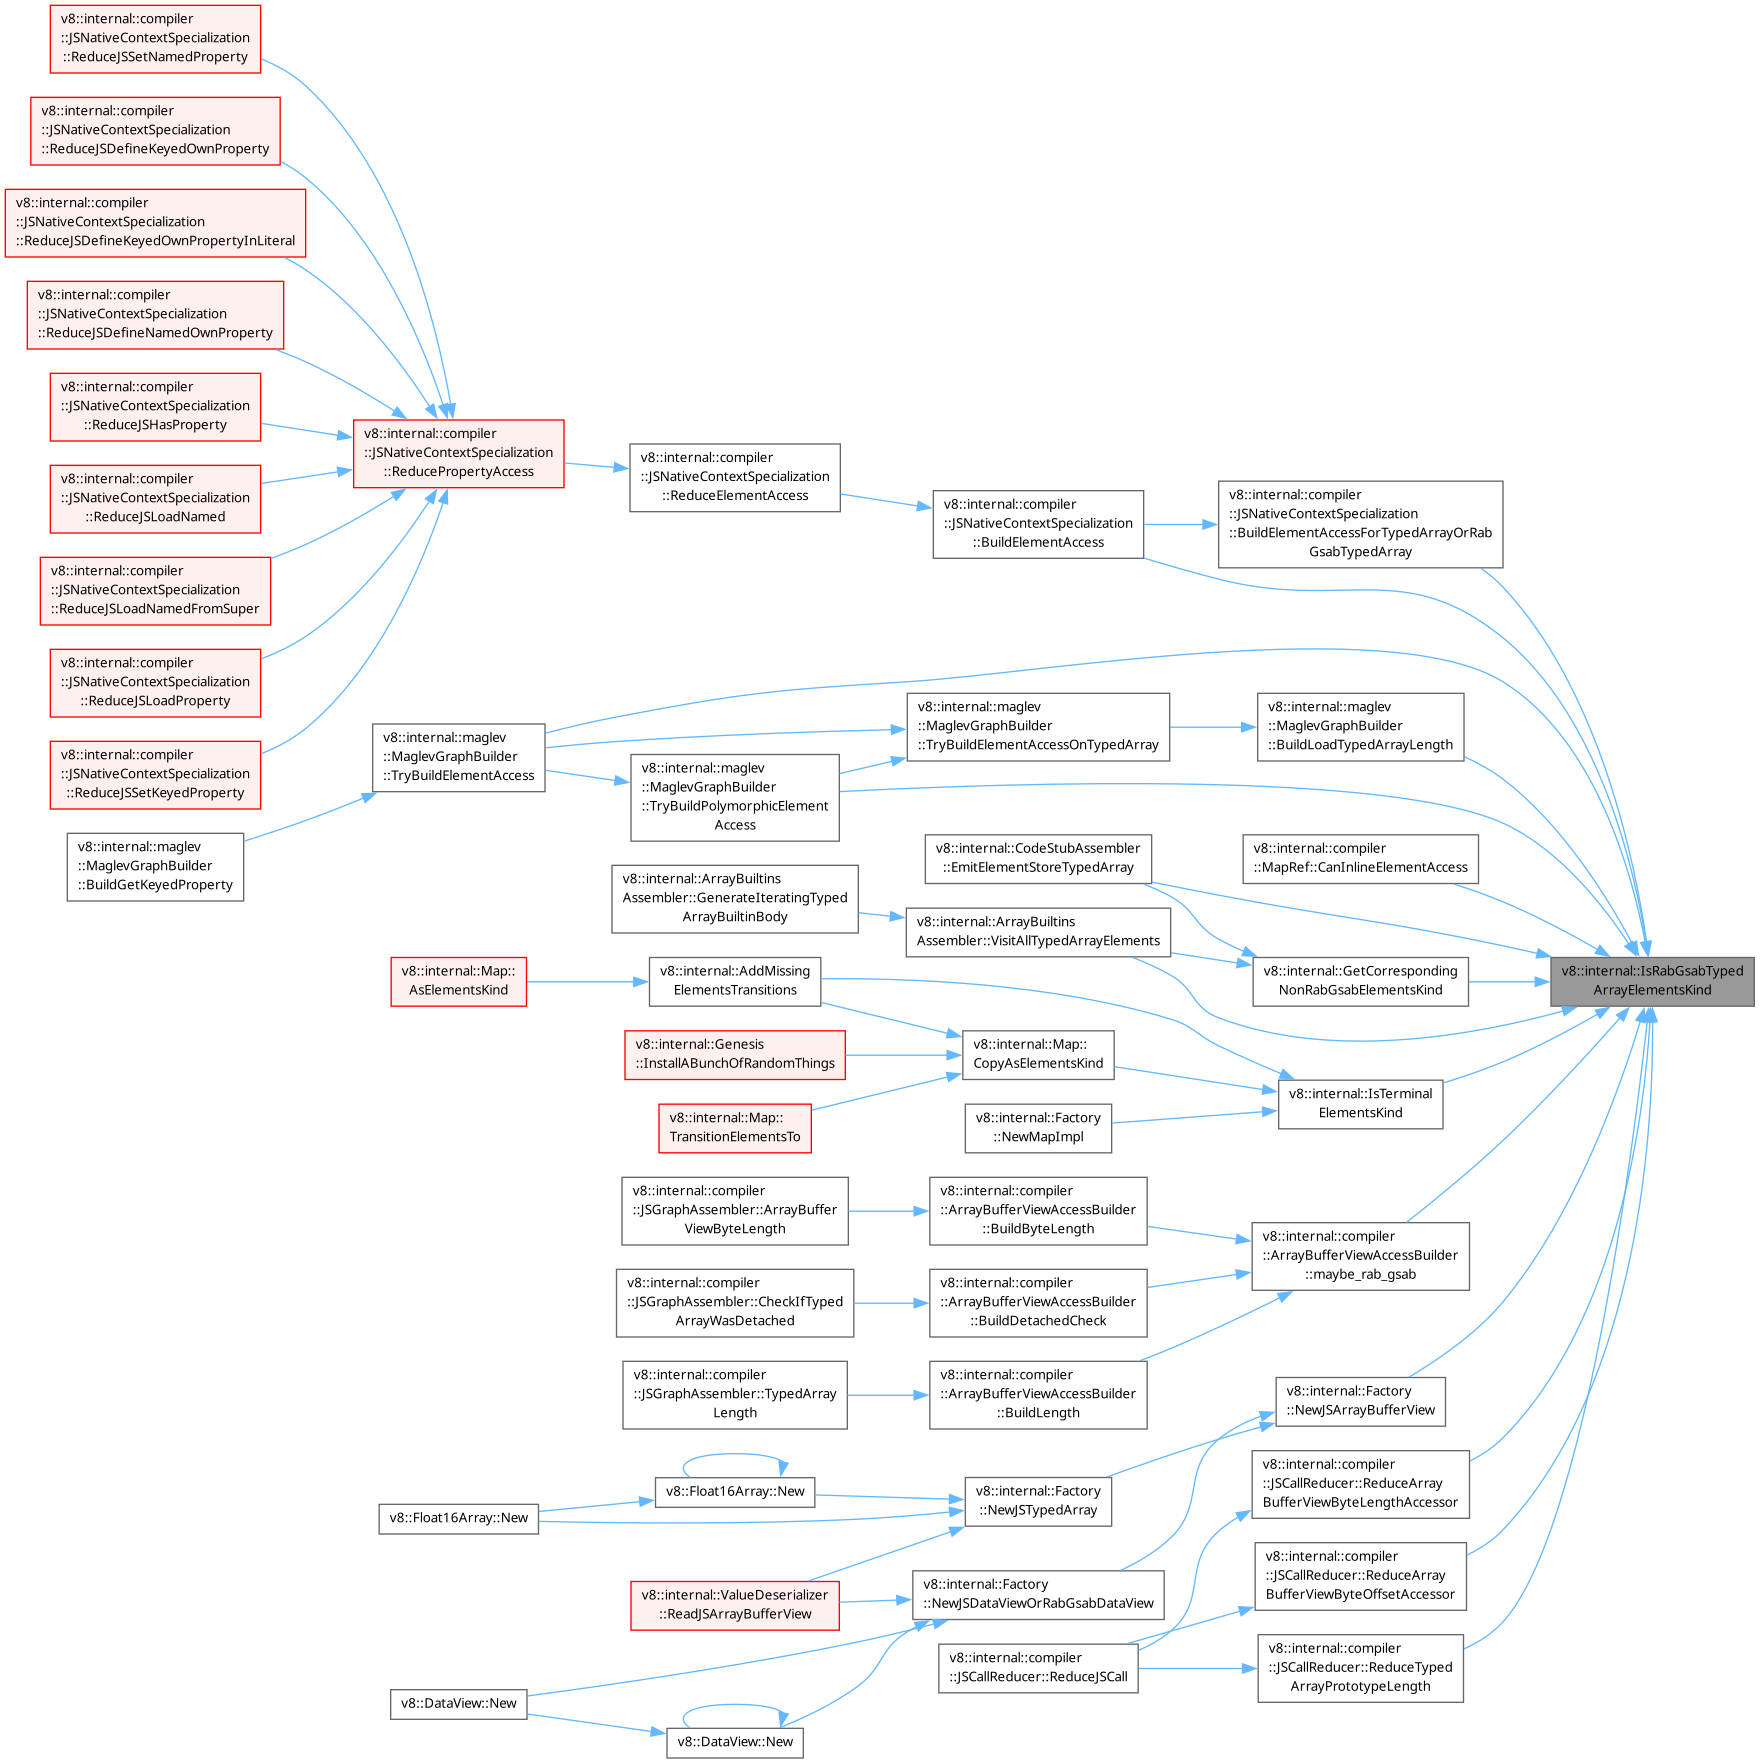 v8::internal::compiler
::JSNativeContextSpecialization
::ReduceJSSetNamedProperty
v8::internal::compiler
::JSNativeContextSpecialization
::ReduceJSDefineKeyedOwnProperty
v8::internal::compiler
::JSNativeContextSpecialization
::ReduceJSDefineKeyedOwnPropertyInLiteral
v8::internal::compiler
::JSNativeContextSpecialization
::ReduceJSDefineNamedOwnProperty
v8::internal::compiler
::JSNativeContextSpecialization
::ReduceJSHasProperty
v8::internal::compiler
::JSNativeContextSpecialization
::ReduceJSLoadNamed
v8::internal::compiler
::JSNativeContextSpecialization
::ReduceJSLoadNamedFromSuper
v8::internal::compiler
::JSNativeContextSpecialization
::ReduceJSLoadProperty
v8::internal::compiler
::JSNativeContextSpecialization
::ReduceJSSetKeyedProperty
v8::internal::maglev
::MaglevGraphBuilder
::BuildGetKeyedProperty
v8::internal::compiler
::JSNativeContextSpecialization
::ReducePropertyAccess
v8::internal::compiler
::JSNativeContextSpecialization
::ReduceElementAccess
v8::internal::compiler
::JSNativeContextSpecialization
::BuildElementAccess
v8::internal::compiler
::JSNativeContextSpecialization
::BuildElementAccessForTypedArrayOrRab
GsabTypedArray
v8::internal::maglev
::MaglevGraphBuilder
::TryBuildElementAccess
v8::internal::maglev
::MaglevGraphBuilder
::TryBuildPolymorphicElement
Access
v8::internal::maglev
::MaglevGraphBuilder
::TryBuildElementAccessOnTypedArray
v8::internal::maglev
::MaglevGraphBuilder
::BuildLoadTypedArrayLength
v8::internal::CodeStubAssembler
::EmitElementStoreTypedArray
v8::internal::compiler
::MapRef::CanInlineElementAccess
v8::internal::ArrayBuiltins
Assembler::GenerateIteratingTyped
ArrayBuiltinBody
v8::internal::ArrayBuiltins
Assembler::VisitAllTypedArrayElements
v8::internal::GetCorresponding
NonRabGsabElementsKind
v8::internal::IsRabGsabTyped
ArrayElementsKind
v8::internal::Map::
AsElementsKind
v8::internal::AddMissing
ElementsTransitions
v8::internal::Genesis
::InstallABunchOfRandomThings
v8::internal::Map::
CopyAsElementsKind
v8::internal::Map::
TransitionElementsTo
v8::internal::Factory
::NewMapImpl
v8::internal::IsTerminal
ElementsKind
v8::internal::compiler
::JSGraphAssembler::ArrayBuffer
ViewByteLength
v8::internal::compiler
::ArrayBufferViewAccessBuilder
::BuildByteLength
v8::internal::compiler
::JSGraphAssembler::CheckIfTyped
ArrayWasDetached
v8::internal::compiler
::ArrayBufferViewAccessBuilder
::BuildDetachedCheck
v8::internal::compiler
::ArrayBufferViewAccessBuilder
::maybe_rab_gsab
v8::internal::compiler
::JSGraphAssembler::TypedArray
Length
v8::internal::compiler
::ArrayBufferViewAccessBuilder
::BuildLength
v8::internal::Factory
::NewJSArrayBufferView
v8::Float16Array::New
v8::Float16Array::New
v8::internal::Factory
::NewJSTypedArray
v8::internal::compiler
::JSCallReducer::ReduceArray
BufferViewByteLengthAccessor
v8::internal::ValueDeserializer
::ReadJSArrayBufferView
v8::internal::Factory
::NewJSDataViewOrRabGsabDataView
v8::internal::compiler
::JSCallReducer::ReduceArray
BufferViewByteOffsetAccessor
v8::internal::compiler
::JSCallReducer::ReduceJSCall
v8::internal::compiler
::JSCallReducer::ReduceTyped
ArrayPrototypeLength
v8::DataView::New
v8::DataView::New